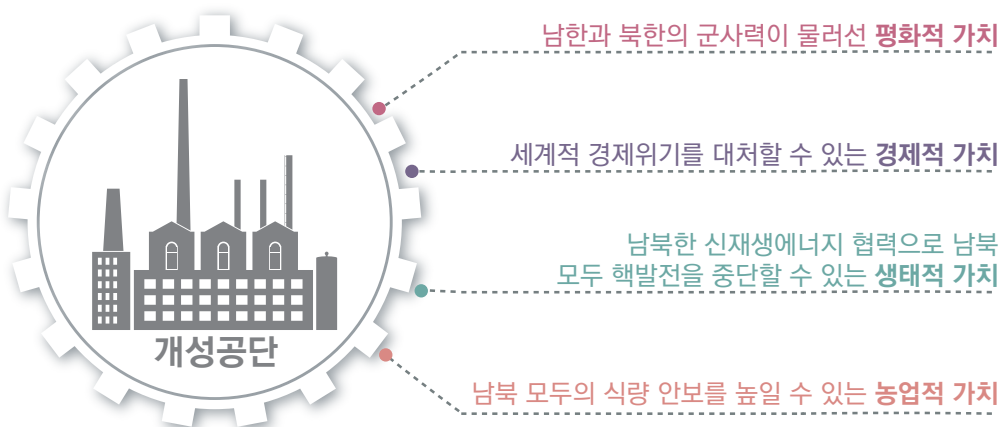 남한과 북한의 군사력이 물러선 평화적 가치
세계적 경제위기를 대처할 수 있는 경제적 가치
남북한 신재생에너지 협력으로 남북
모두 핵발전을 중단할 수 있는 생태적 가치
개성공단
남북 모두의 식량 안보를 높일 수 있는 농업적 가치